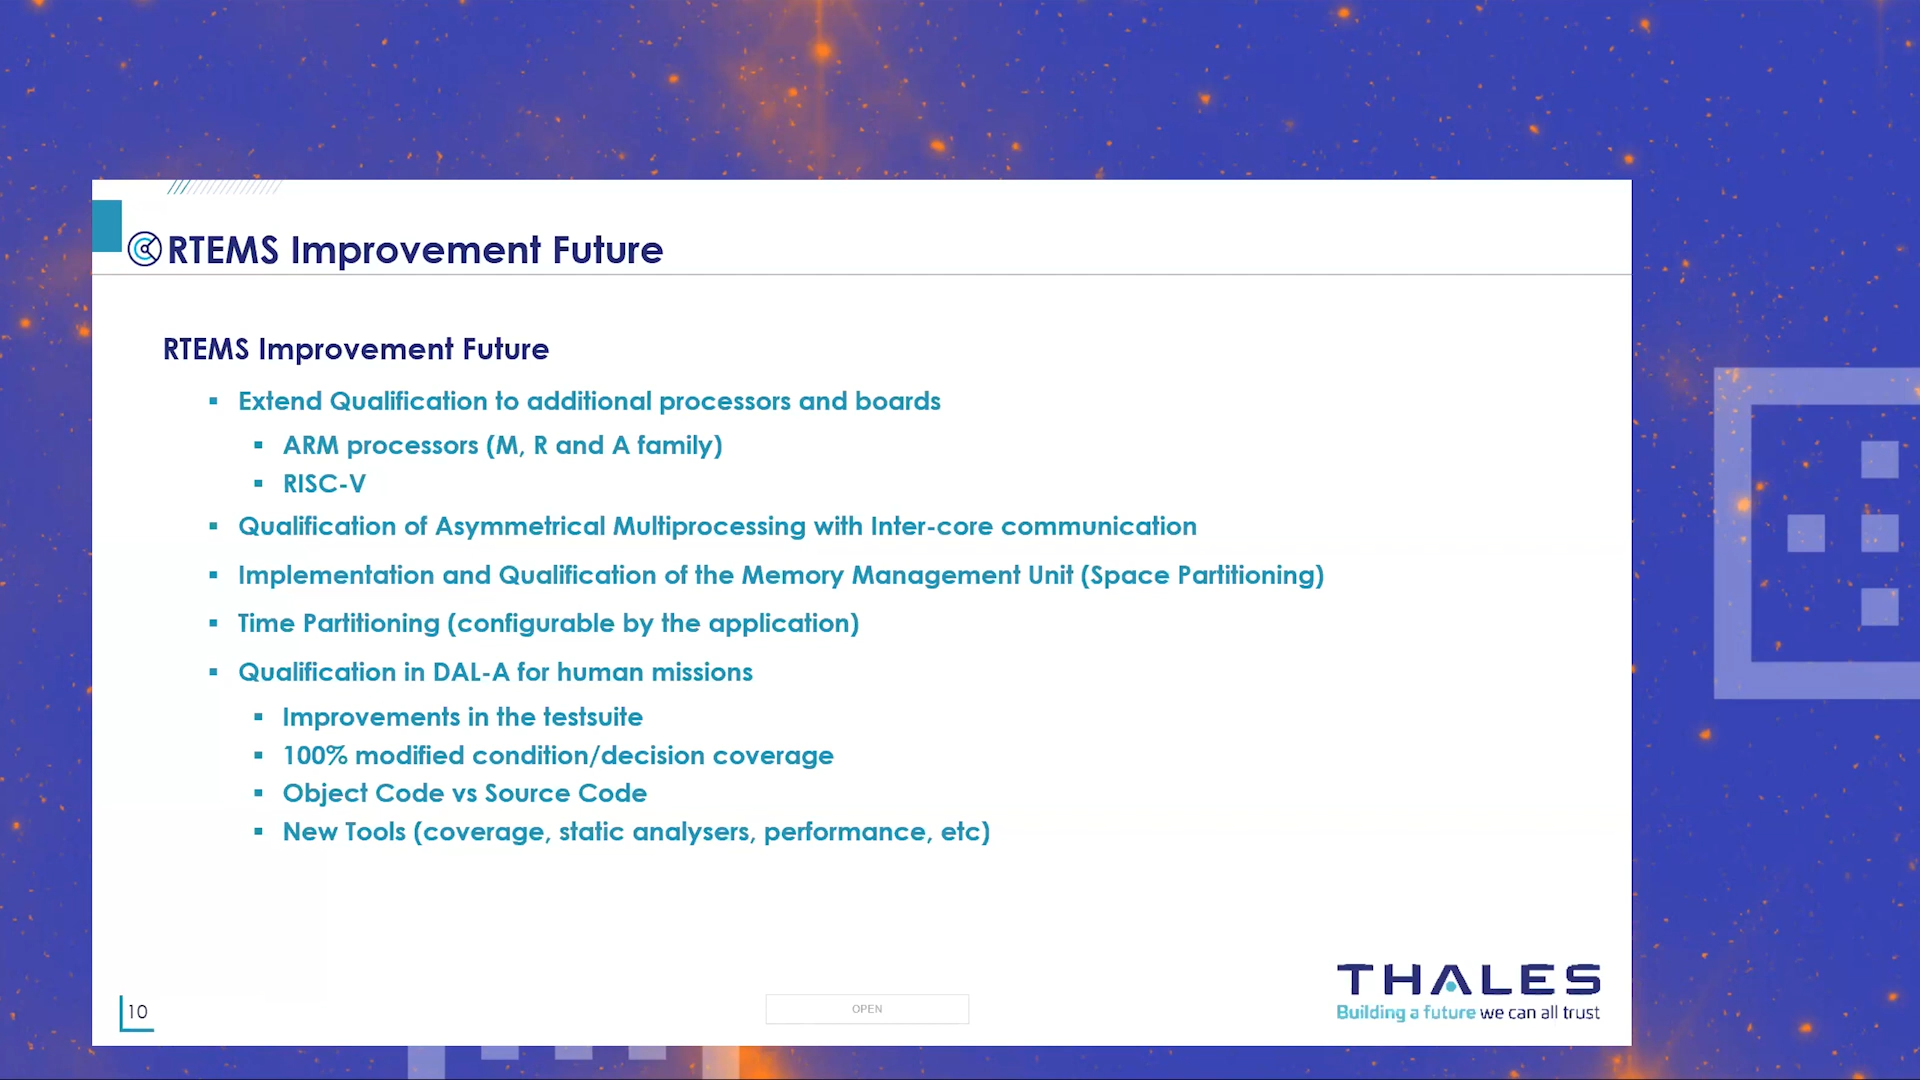 RTEMS Improvement Future
RTEMS Improvement Future
▪ Extend Qualification to additional processors and boards
▪ ARM processors (M, R and A family)
▪ RISC-V
▪ Qualification of Asymmetrical Multiprocessing with Inter-core communication
▪ Implementation and Qualification of the Memory Management Unit (Space Partitioning)
▪ Time Partitioning (configurable by the application)
▪ Qualification in DAL-A for human missions
▪ Improvements in the testsuite
▪ 100% modified condition/decision coverage
▪ Object Code vs Source Code
▪ New Tools (coverage, static analysers, performance, etc)
THALES
Building a future we can all trust
10
OPEN